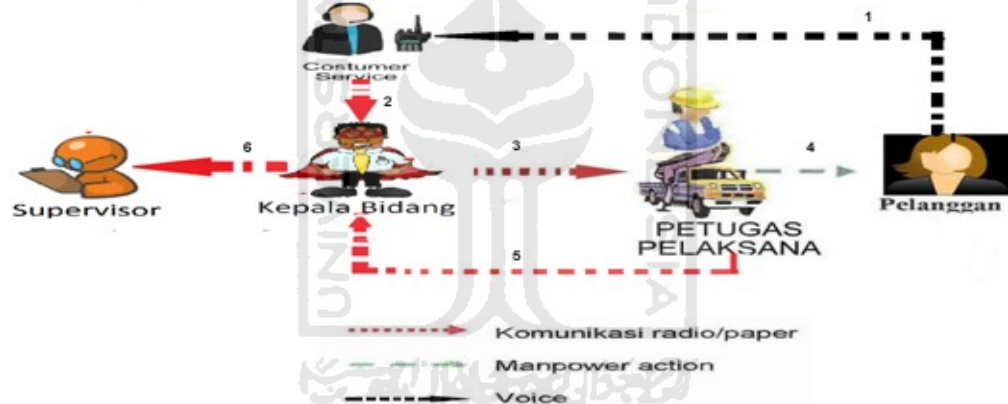 1
Costumer
Service
2
6
3
4
Supervisor
Kepala Bidang
PETUGAS
PELAKSANA
Pelanggan
5
Komunikasi radio/paper
Manpower action
Voice